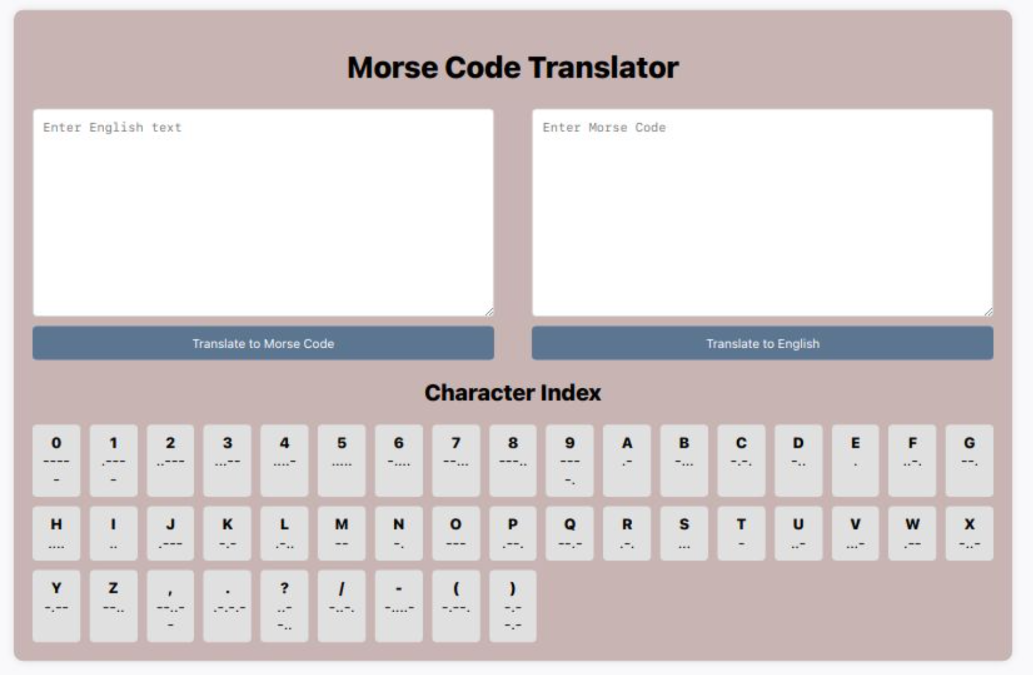 Morse Code Translator
Enter English text
Enter Morse Code
Translate to Morse Code
Translate to English
Character Index
0 1 2 3 4 5 6 7 8 9 A B C D E F G
----- .---- ..--- ...-- ....- ..... -.... --... ---.. ----. .- -... -.-. -.. . ..-. --.
H I J K L M N O P Q R S T U V W X
.... .. .--- -.- .-.. -- -. --- .--. --.- .-. ... - ..- ...- .-- -..-
Y Z , . ? / - ( )
-.-- --.. --..-- .-.-.- ..--.. -..-. -....- -.--. -.--.-